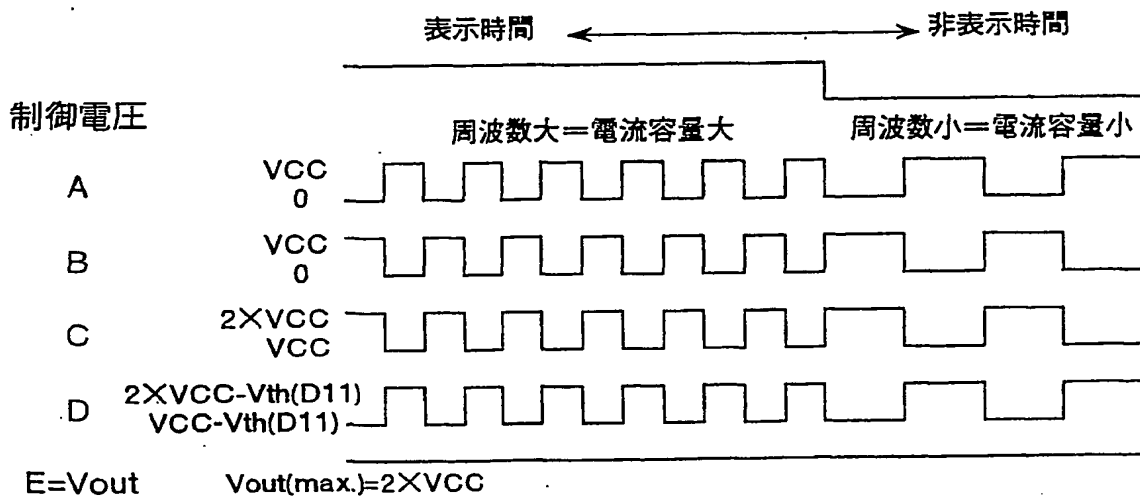 表示時間 ←→ 非表示時間
制御電圧
周波数大=電流容量大 周波数小=電流容量小
A VCC
0
B VCC
0
C 2×VCC
VCC
D 2×VCC-Vth(D11)
VCC-Vth(D11)
E=Vout Vout(max.)=2×VCC